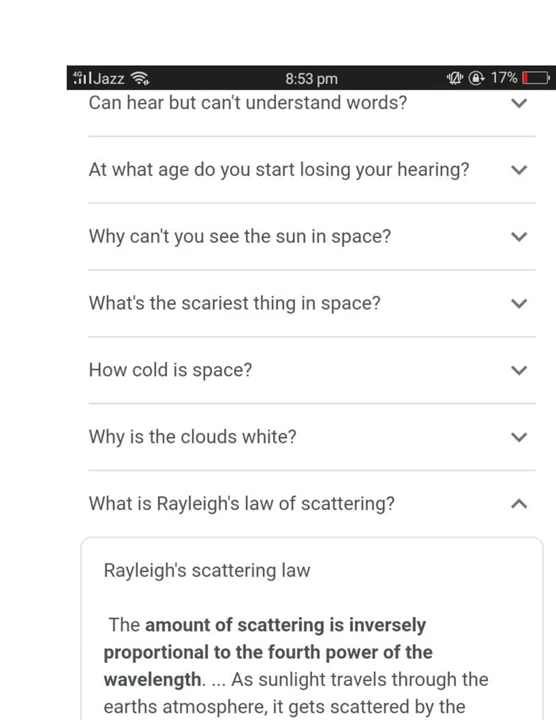 4G Jazz 8:53 pm 17%
Can hear but can't understand words?
At what age do you start losing your hearing?
Why can't you see the sun in space?
What's the scariest thing in space?
How cold is space?
Why is the clouds white?
What is Rayleigh's law of scattering?
Rayleigh's scattering law
The amount of scattering is inversely
proportional to the fourth power of the
wavelength. ... As sunlight travels through the
earths atmosphere, it gets scattered by the